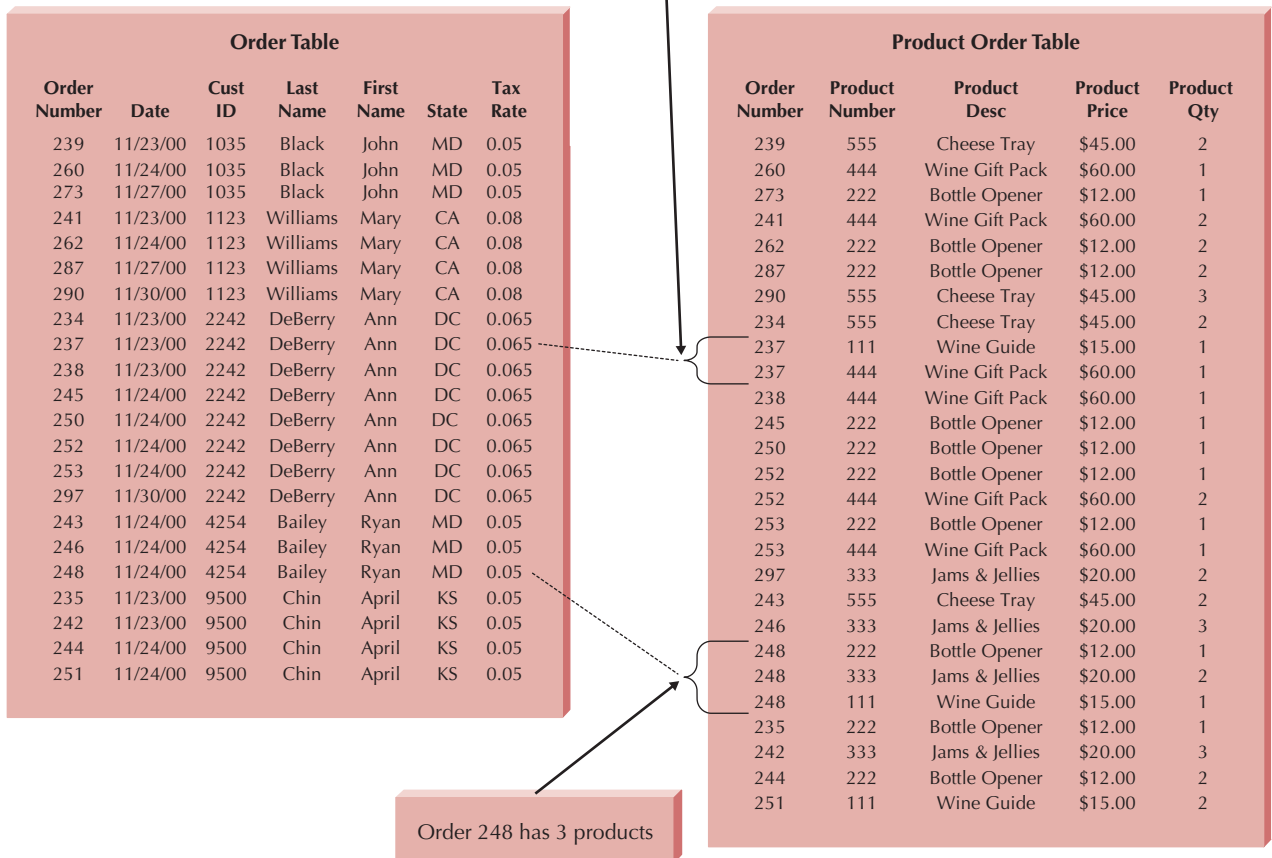 Order Table
Order Number Date Cust ID Last Name First Name State Tax Rate
239 11/23/00 1035 Black John MD 0.05
260 11/24/00 1035 Black John MD 0.05
273 11/27/00 1035 Black John MD 0.05
241 11/23/00 1123 Williams Mary CA 0.08
262 11/24/00 1123 Williams Mary CA 0.08
287 11/27/00 1123 Williams Mary CA 0.08
290 11/30/00 1123 Williams Mary CA 0.08
234 11/23/00 2242 DeBerry Ann DC 0.065
237 11/23/00 2242 DeBerry Ann DC 0.065
238 11/23/00 2242 DeBerry Ann DC 0.065
245 11/24/00 2242 DeBerry Ann DC 0.065
250 11/24/00 2242 DeBerry Ann DC 0.065
252 11/24/00 2242 DeBerry Ann DC 0.065
253 11/24/00 2242 DeBerry Ann DC 0.065
297 11/30/00 2242 DeBerry Ann DC 0.065
243 11/24/00 4254 Bailey Ryan MD 0.05
246 11/24/00 4254 Bailey Ryan MD 0.05
248 11/24/00 4254 Bailey Ryan MD 0.05
235 11/23/00 9500 Chin April KS 0.05
242 11/23/00 9500 Chin April KS 0.05
244 11/24/00 9500 Chin April KS 0.05
251 11/24/00 9500 Chin April KS 0.05
Product Order Table
Order Number Product Number Product Desc Product Price Product Qty
239 555 Cheese Tray $45.00 2
260 444 Wine Gift Pack $60.00 1
273 222 Bottle Opener $12.00 1
241 444 Wine Gift Pack $60.00 2
262 222 Bottle Opener $12.00 2
287 222 Bottle Opener $12.00 2
290 555 Cheese Tray $45.00 3
234 555 Cheese Tray $45.00 2
237 111 Wine Guide $15.00 1
237 444 Wine Gift Pack $60.00 1
238 444 Wine Gift Pack $60.00 1
245 222 Bottle Opener $12.00 1
250 222 Bottle Opener $12.00 1
252 222 Bottle Opener $12.00 1
252 444 Wine Gift Pack $60.00 2
253 222 Bottle Opener $12.00 1
253 444 Wine Gift Pack $60.00 1
297 333 Jams & Jellies $20.00 2
243 555 Cheese Tray $45.00 2
246 333 Jams & Jellies $20.00 3
248 222 Bottle Opener $12.00 1
248 333 Jams & Jellies $20.00 2
248 111 Wine Guide $15.00 1
235 222 Bottle Opener $12.00 1
242 333 Jams & Jellies $20.00 3
244 222 Bottle Opener $12.00 2
251 111 Wine Guide $15.00 2
Order 248 has 3 products